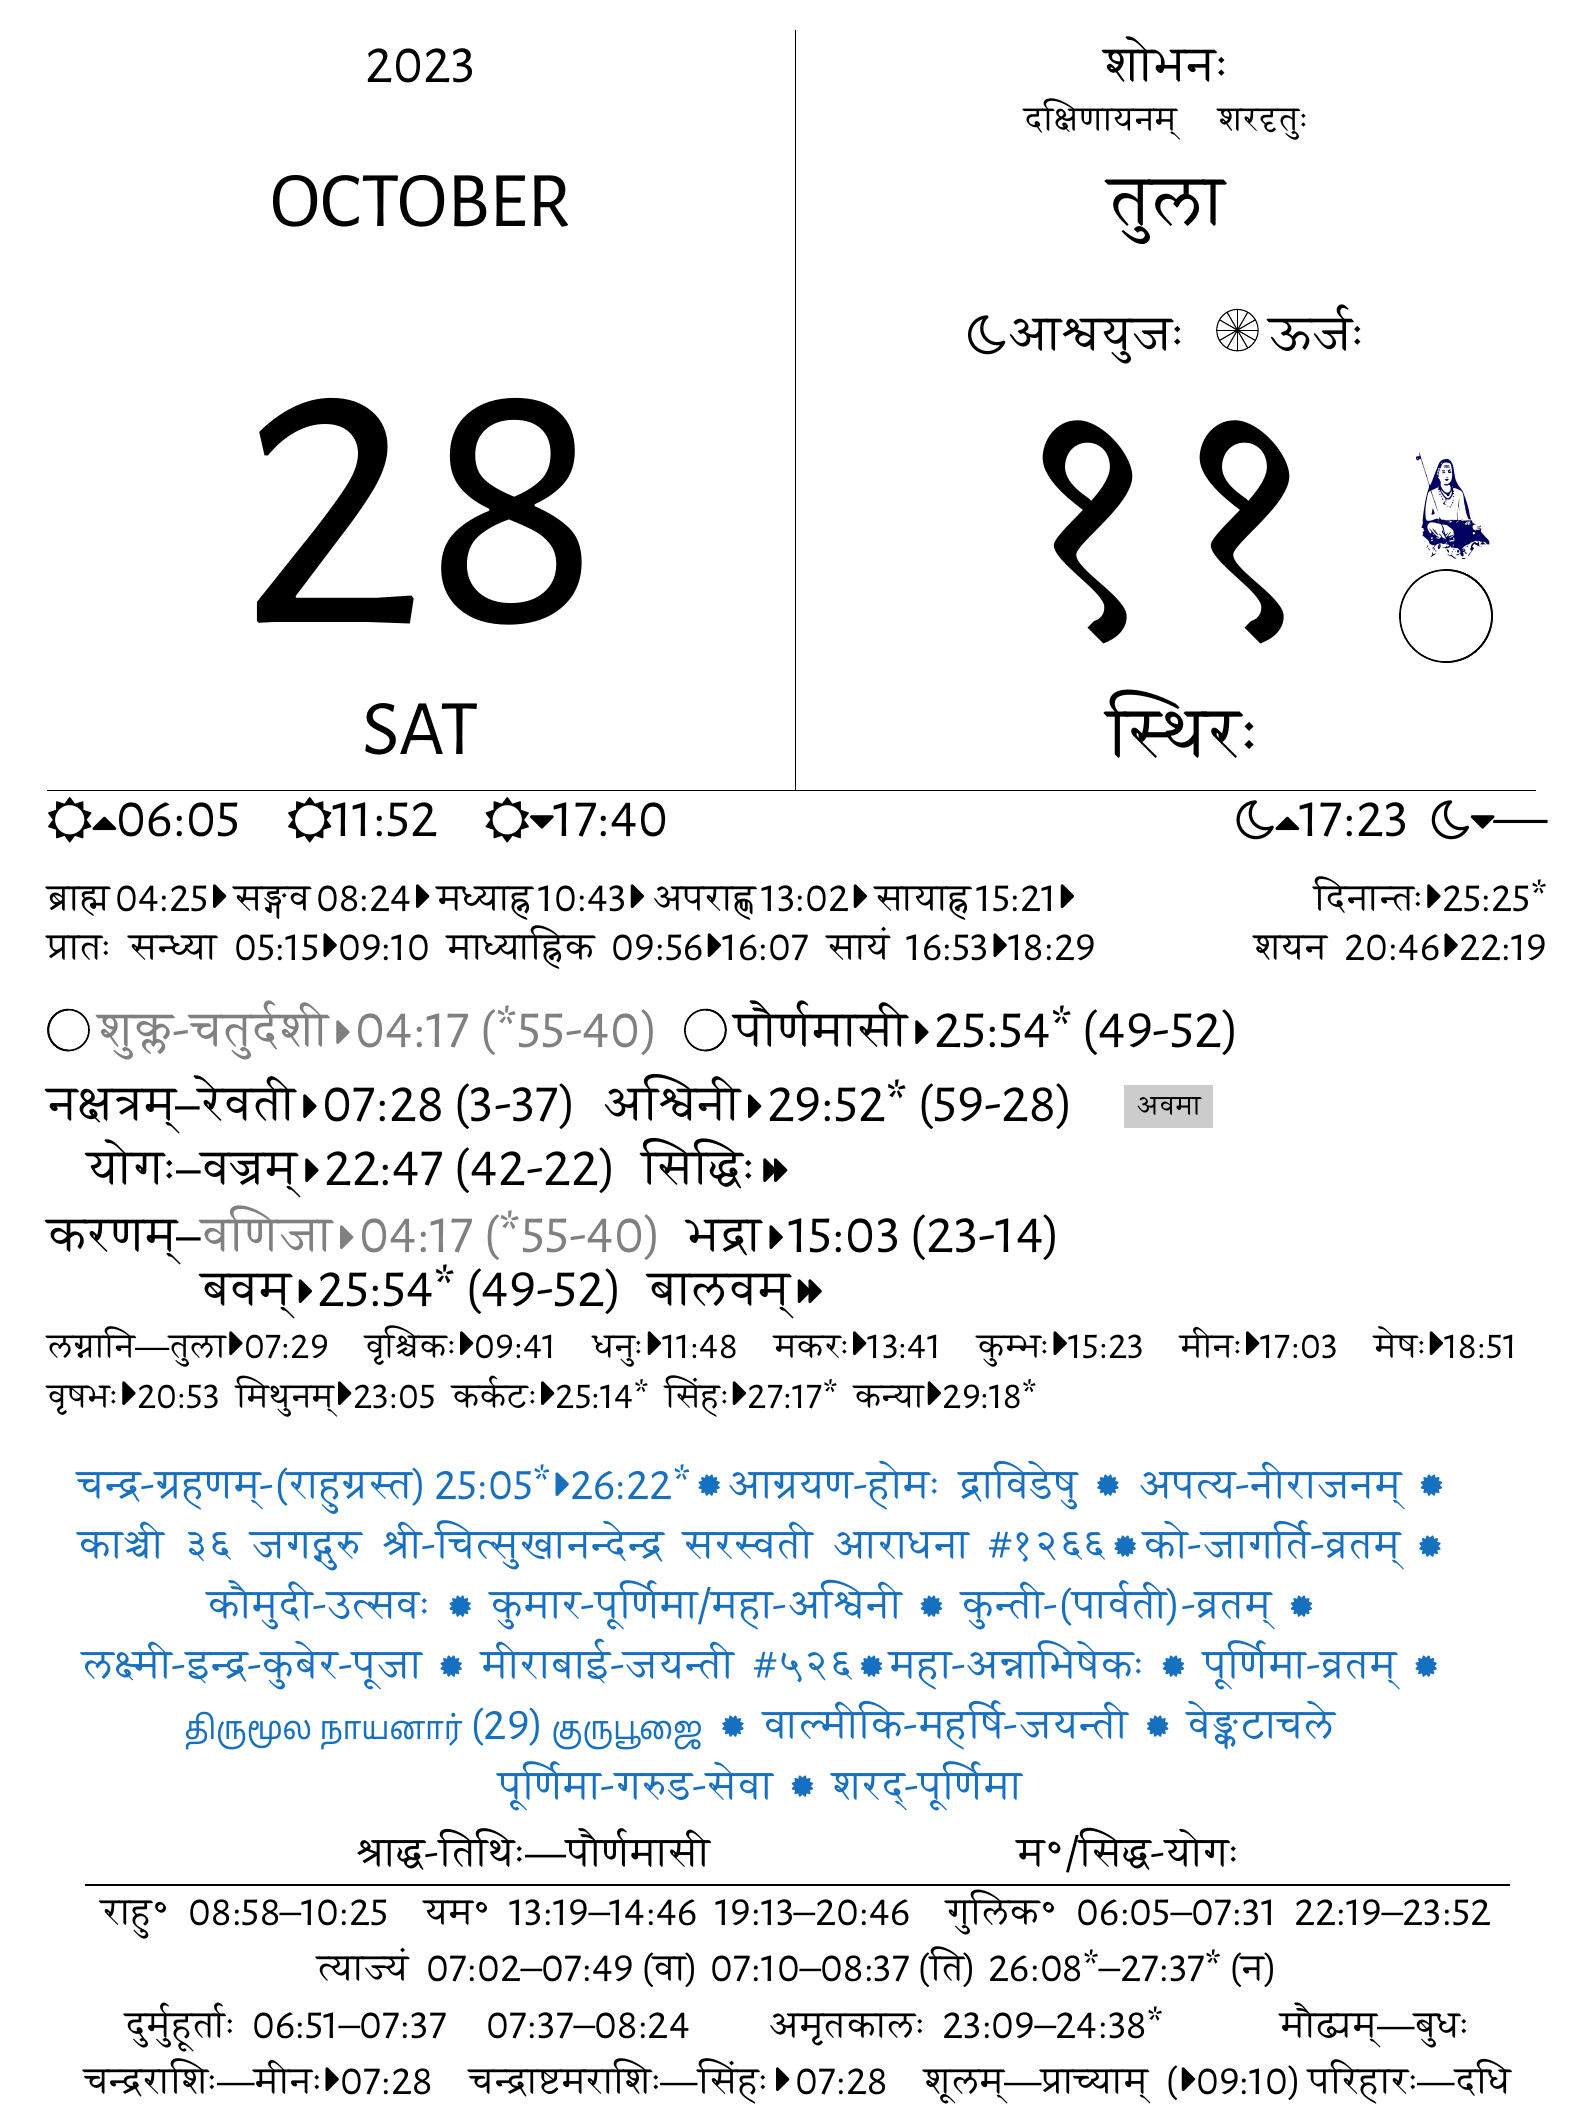 2023
OCTOBER
28
SAT
शोभनः
दक्षिणायनम् शरदृतुः
तुला
आश्वयुजः ऊर्जः
११
स्थिरः
06:05 11:52 17:40 17:23 —
ब्राह्म 04:25 सङ्गव 08:24 मध्याह्न 10:43 अपराह्ण 13:02 सायाह्न 15:21 दिनान्तः 25:25*
प्रातः सन्ध्या 05:15 09:10 माध्याह्निक 09:56 16:07 सायं 16:53 18:29 शयन 20:46 22:19
शुक्ल-चतुर्दशी 04:17 (*55-40) पौर्णमासी 25:54* (49-52)
नक्षत्रम्–रेवती 07:28 (3-37) अश्विनी 29:52* (59-28) अवमा
योगः–वज्रम् 22:47 (42-22) सिद्धिः
करणम्–वणिजा 04:17 (*55-40) भद्रा 15:03 (23-14)
बवम् 25:54* (49-52) बालवम्
लग्नानि—तुला 07:29 वृश्चिकः 09:41 धनुः 11:48 मकरः 13:41 कुम्भः 15:23 मीनः 17:03 मेषः 18:51
वृषभः 20:53 मिथुनम् 23:05 कर्कटः 25:14* सिंहः 27:17* कन्या 29:18*
चन्द्र-ग्रहणम्-(राहुग्रस्त) 25:05* 26:22* आग्रयण-होमः द्राविडेषु अपत्य-नीराजनम्
काञ्ची ३६ जगद्गुरु श्री-चित्सुखानन्देन्द्र सरस्वती आराधना #१२६६ को-जागर्ति-व्रतम्
कौमुदी-उत्सवः कुमार-पूर्णिमा/महा-अश्विनी कुन्ती-(पार्वती)-व्रतम्
लक्ष्मी-इन्द्र-कुबेर-पूजा मीराबाई-जयन्ती #५२६ महा-अन्नाभिषेकः पूर्णिमा-व्रतम्
திருமூல நாயனார் (29) குருபூஜை वाल्मीकि-महर्षि-जयन्ती वेङ्कटाचले
पूर्णिमा-गरुड-सेवा शरद्-पूर्णिमा
श्राद्ध-तिथिः—पौर्णमासी म°/सिद्ध-योगः
राहु° 08:58–10:25 यम° 13:19–14:46 19:13–20:46 गुलिक° 06:05–07:31 22:19–23:52
त्याज्यं 07:02–07:49 (वा) 07:10–08:37 (ति) 26:08*–27:37* (न)
दुर्मुहूर्ताः 06:51–07:37 07:37–08:24 अमृतकालः 23:09–24:38* मौढ्यम्—बुधः
चन्द्रराशिः—मीनः 07:28 चन्द्राष्टमराशिः—सिंहः 07:28 शूलम्—प्राच्याम् ( 09:10) परिहारः—दधि